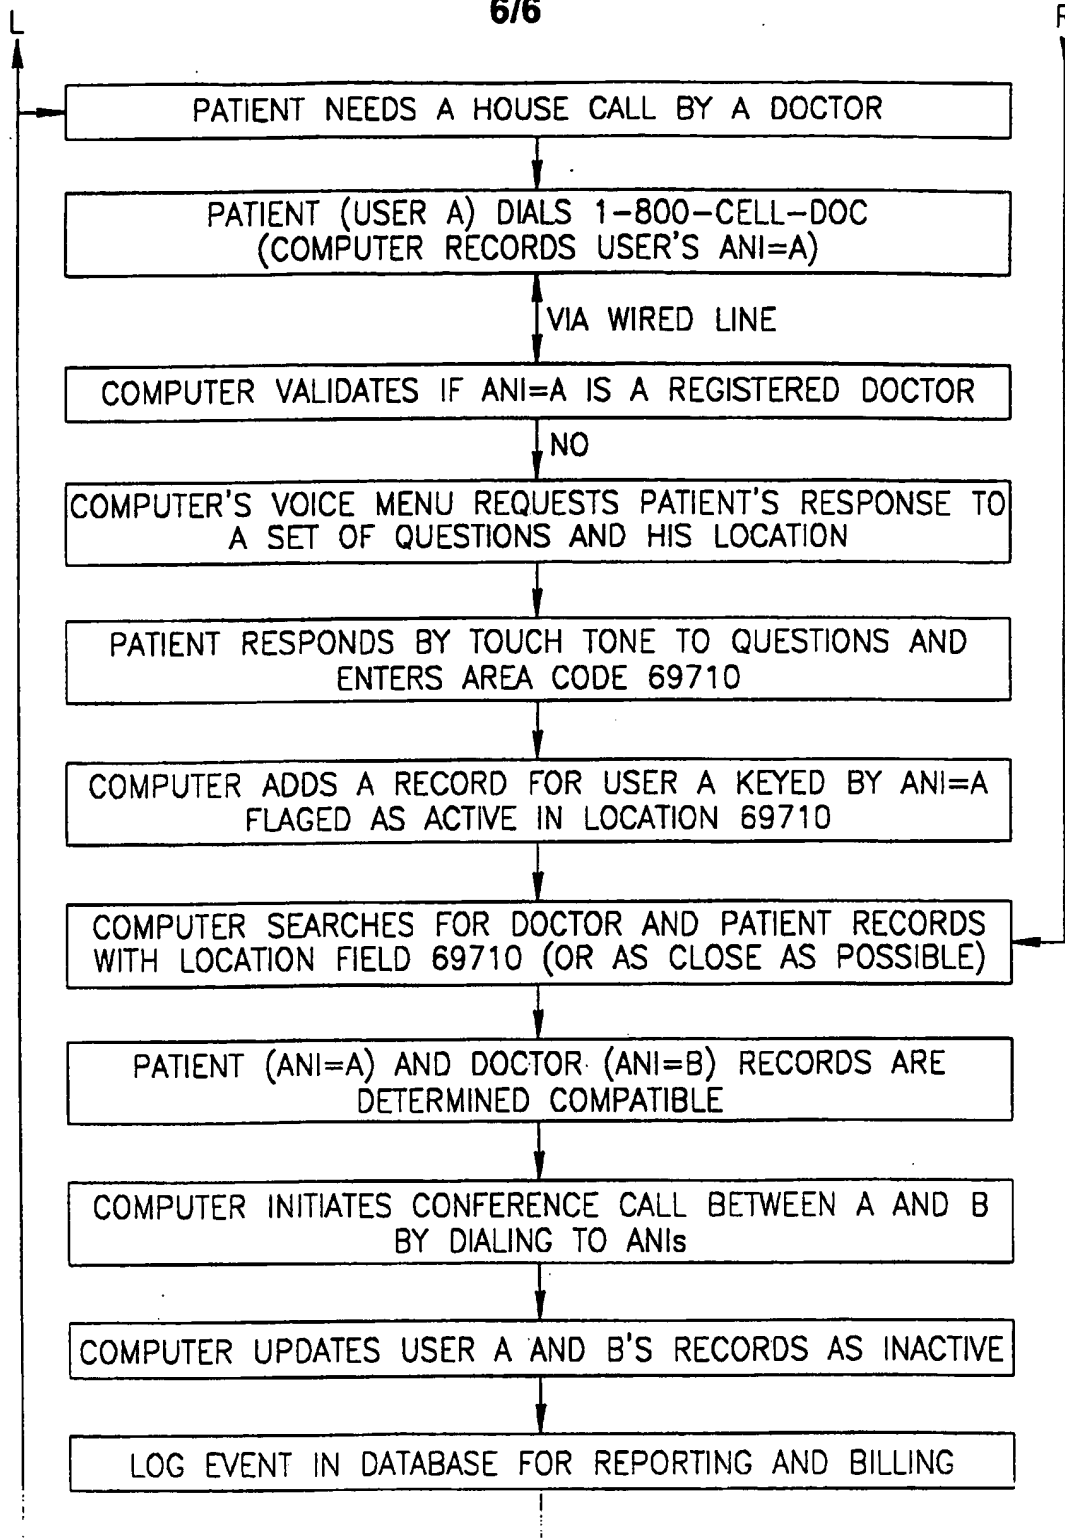 6/6
L
R
PATIENT NEEDS A HOUSE CALL BY A DOCTOR
PATIENT (USER A) DIALS 1-800-CELL-DOC
(COMPUTER RECORDS USER'S ANI=A)
VIA WIRED LINE
COMPUTER VALIDATES IF ANI=A IS A REGISTERED DOCTOR
NO
COMPUTER'S VOICE MENU REQUESTS PATIENT'S RESPONSE TO
A SET OF QUESTIONS AND HIS LOCATION
PATIENT RESPONDS BY TOUCH TONE TO QUESTIONS AND
ENTERS AREA CODE 69710
COMPUTER ADDS A RECORD FOR USER A KEYED BY ANI=A
FLAGED AS ACTIVE IN LOCATION 69710
COMPUTER SEARCHES FOR DOCTOR AND PATIENT RECORDS
WITH LOCATION FIELD 69710 (OR AS CLOSE AS POSSIBLE)
PATIENT (ANI=A) AND DOCTOR (ANI=B) RECORDS ARE
DETERMINED COMPATIBLE
COMPUTER INITIATES CONFERENCE CALL BETWEEN A AND B
BY DIALING TO ANIs
COMPUTER UPDATES USER A AND B'S RECORDS AS INACTIVE
LOG EVENT IN DATABASE FOR REPORTING AND BILLING